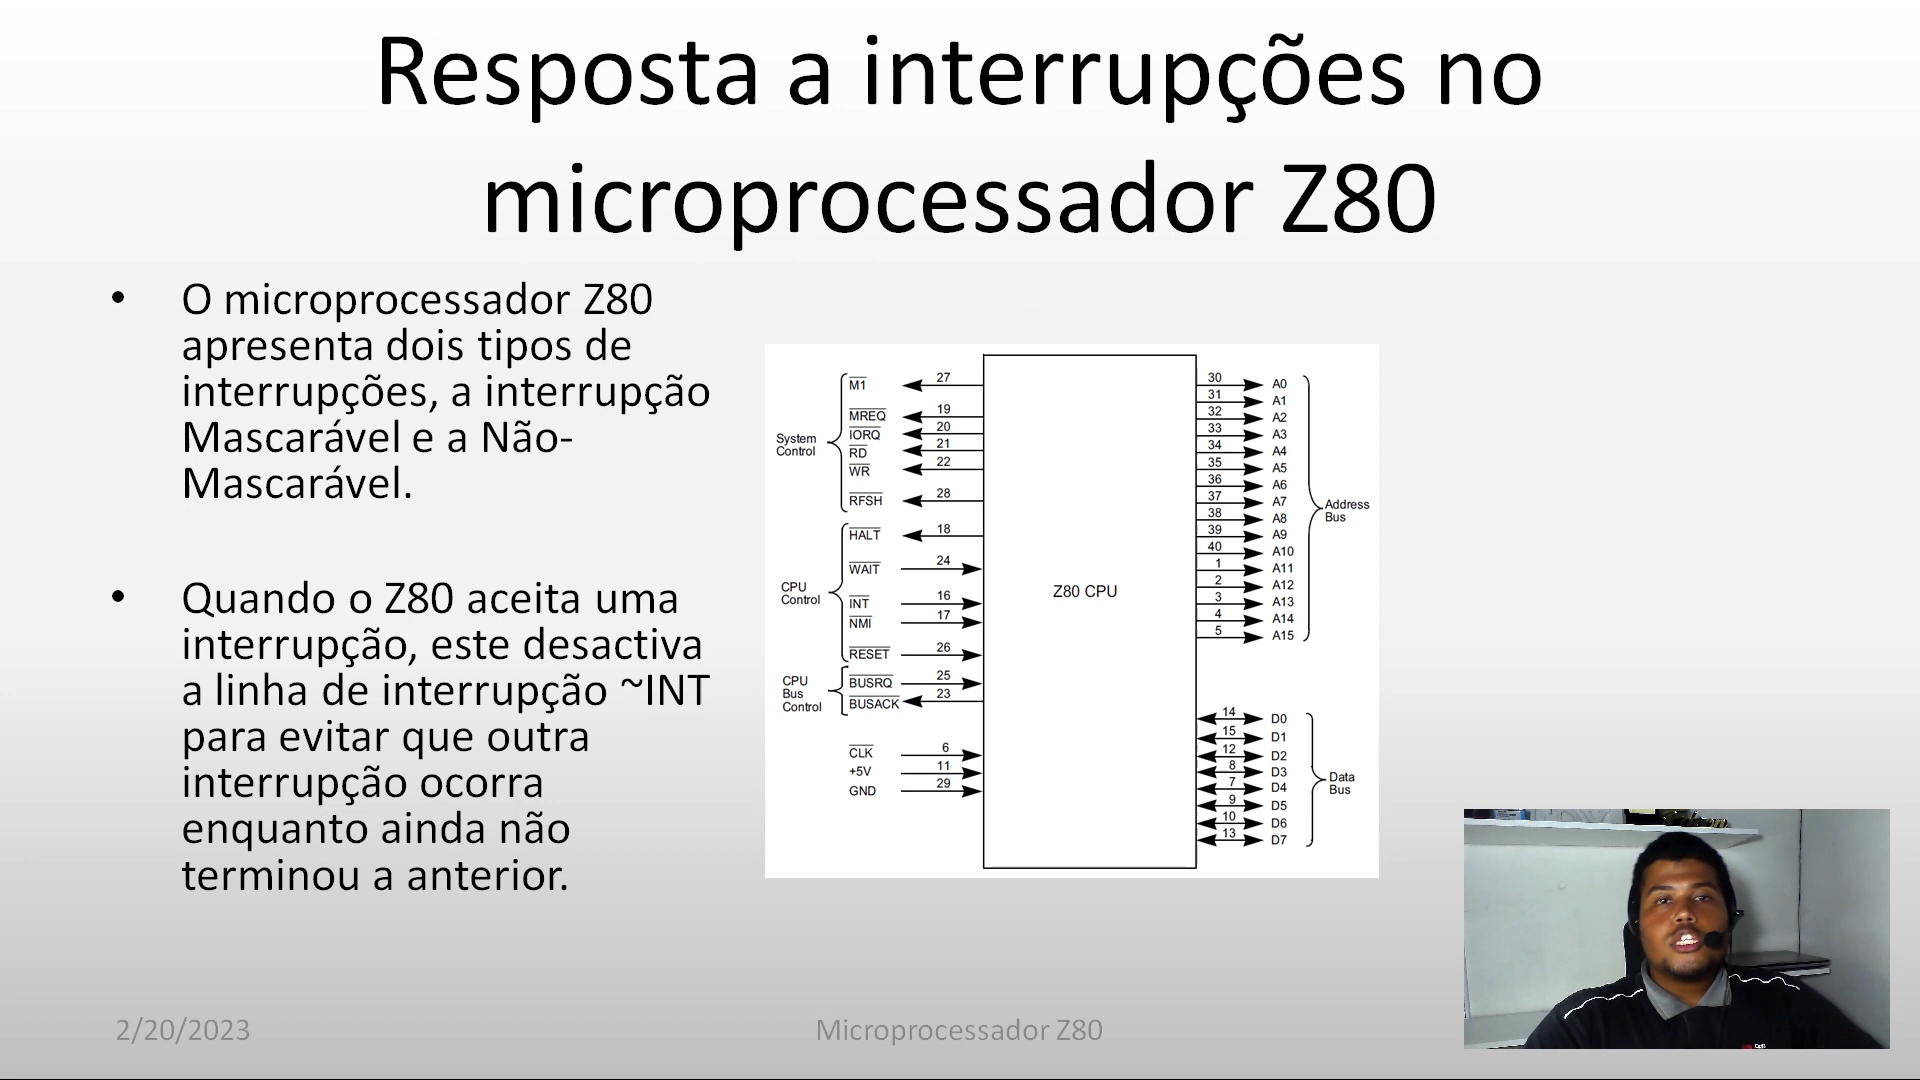 Resposta a interrupções no
microprocessador Z80
• O microprocessador Z80
apresenta dois tipos de
interrupções, a interrupção
Mascarável e a Não-
Mascarável.
• Quando o Z80 aceita uma
interrupção, este desactiva
a linha de interrupção ~INT
para evitar que outra
interrupção ocorra
enquanto ainda não
terminou a anterior.
System
Control
M1 27
MREQ 19
IORQ 20
RD 21
WR 22
RFSH 28
CPU
Control
HALT 18
WAIT 24
INT 16
NMI 17
RESET 26
CPU
Bus
Control
BUSRQ 25
BUSACK 23
CLK 6
+5V 11
GND 29
Z80 CPU
30 A0
31 A1
32 A2
33 A3
34 A4
35 A5
36 A6
37 A7
38 A8
39 A9
40 A10
1 A11
2 A12
3 A13
4 A14
5 A15
Address
Bus
14 D0
15 D1
12 D2
8 D3
7 D4
9 D5
10 D6
13 D7
Data
Bus
2/20/2023
Microprocessador Z80